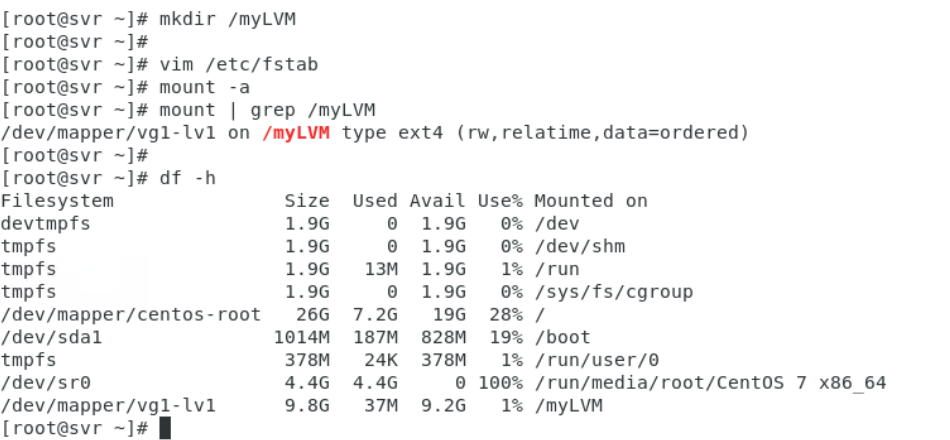 [root@svr ~]# mkdir /myLVM
[root@svr ~]#
[root@svr ~]# vim /etc/fstab
[root@svr ~]# mount -a
[root@svr ~]# mount | grep /myLVM
/dev/mapper/vg1-lv1 on /myLVM type ext4 (rw,relatime,data=ordered)
[root@svr ~]#
[root@svr ~]# df -h
Filesystem               Size  Used Avail Use% Mounted on
devtmpfs                 1.9G     0  1.9G   0% /dev
tmpfs                    1.9G     0  1.9G   0% /dev/shm
tmpfs                    1.9G   13M  1.9G   1% /run
tmpfs                    1.9G     0  1.9G   0% /sys/fs/cgroup
/dev/mapper/centos-root   26G  7.2G   19G  28% /
/dev/sda1               1014M  187M  828M  19% /boot
tmpfs                    378M   24K  378M   1% /run/user/0
/dev/sr0                 4.4G  4.4G     0 100% /run/media/root/CentOS 7 x86_64
/dev/mapper/vg1-lv1      9.8G   37M  9.2G   1% /myLVM
[root@svr ~]#